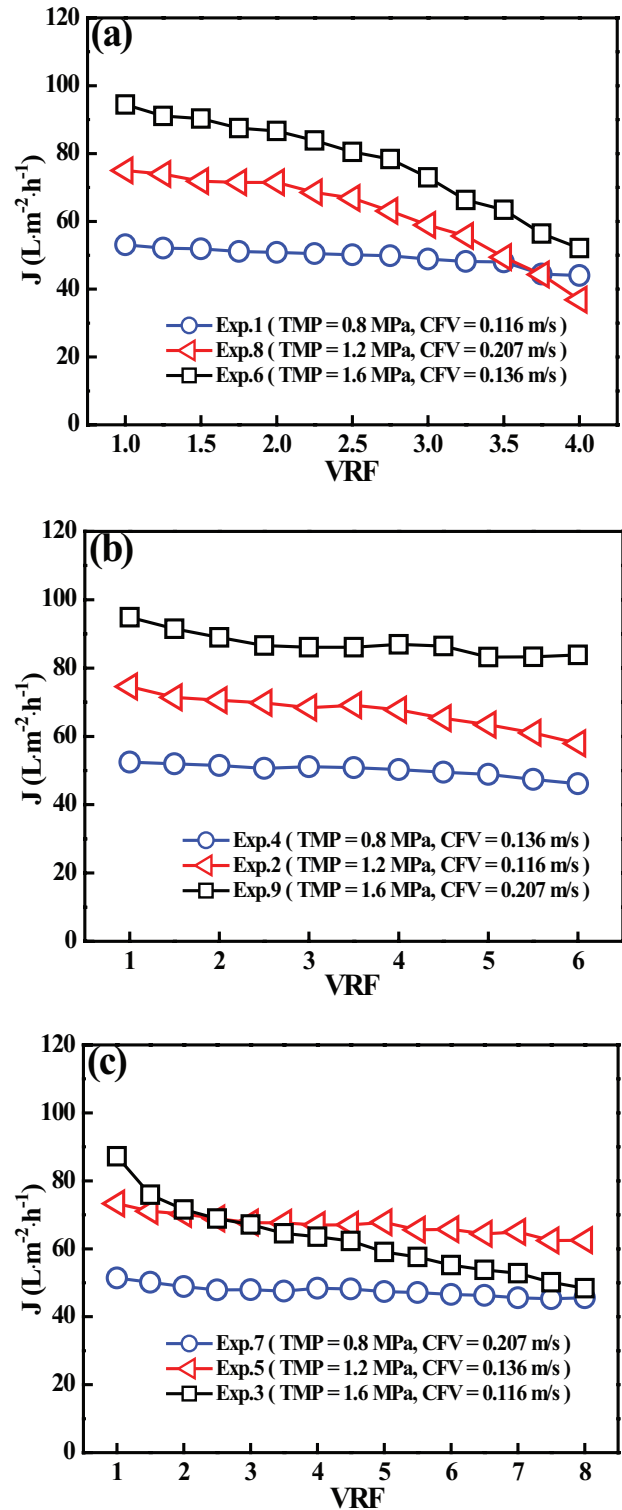 (a)
120
100
80
60
40
20
0
J (L·m⁻²·h⁻¹)
Exp.1 ( TMP = 0.8 MPa, CFV = 0.116 m/s )
Exp.8 ( TMP = 1.2 MPa, CFV = 0.207 m/s )
Exp.6 ( TMP = 1.6 MPa, CFV = 0.136 m/s )
1.0 1.5 2.0 2.5 3.0 3.5 4.0
VRF
(b)
120
100
80
60
40
20
0
J (L·m⁻²·h⁻¹)
Exp.4 ( TMP = 0.8 MPa, CFV = 0.136 m/s )
Exp.2 ( TMP = 1.2 MPa, CFV = 0.116 m/s )
Exp.9 ( TMP = 1.6 MPa, CFV = 0.207 m/s )
1 2 3 4 5 6
VRF
(c)
120
100
80
60
40
20
0
J (L·m⁻²·h⁻¹)
Exp.7 ( TMP = 0.8 MPa, CFV = 0.207 m/s )
Exp.5 ( TMP = 1.2 MPa, CFV = 0.136 m/s )
Exp.3 ( TMP = 1.6 MPa, CFV = 0.116 m/s )
1 2 3 4 5 6 7 8
VRF